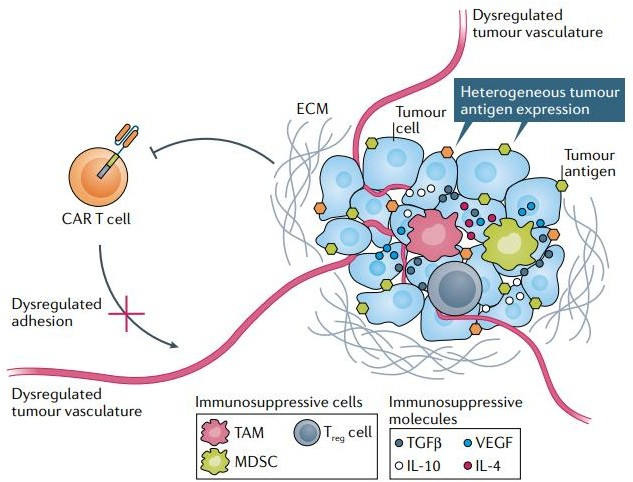 Dysregulated
tumour vasculature
Heterogeneous tumour
antigen expression
ECM
Tumour
cell
Tumour
antigen
CAR T cell
Dysregulated
adhesion
Dysregulated
tumour vasculature
Immunosuppressive cells
TAM
Treg cell
MDSC
Immunosuppressive
molecules
TGFβ
VEGF
IL-10
IL-4